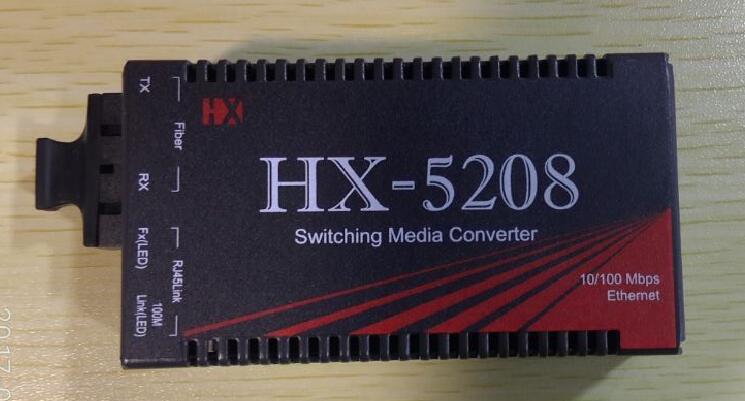 HX
HX-5208
Switching Media Converter
10/100 Mbps
Ethernet
TX
Fiber
RX
Fx(LED)
RJ45Link
100M
Link(LED)